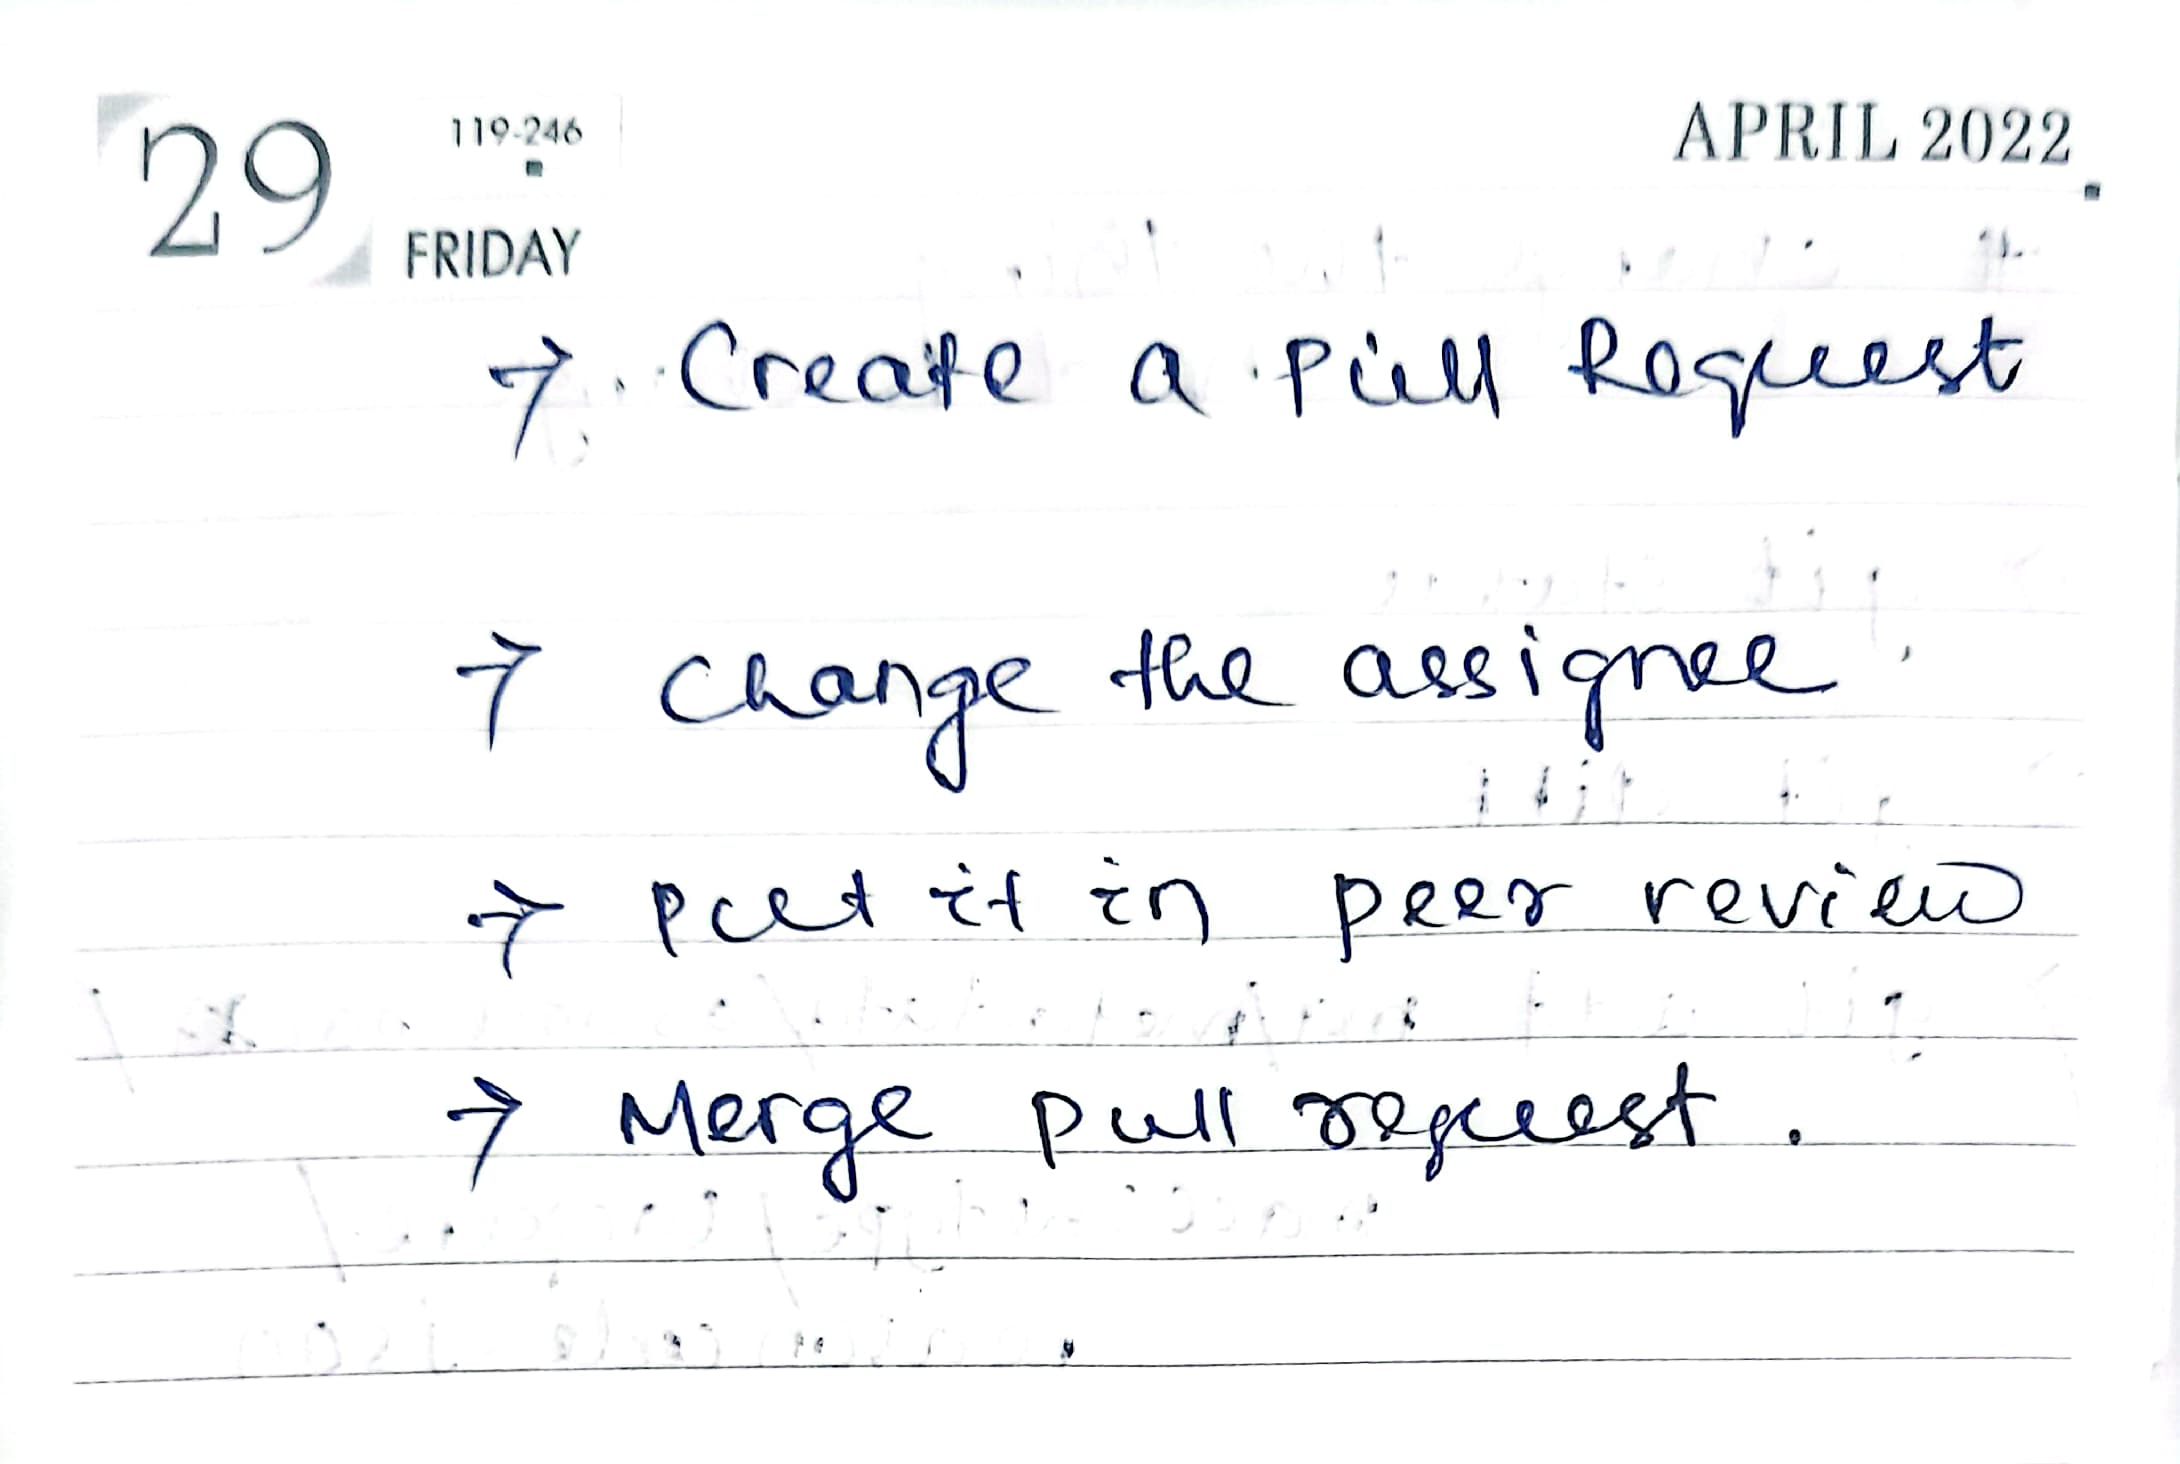 29 119-246 APRIL 2022
FRIDAY
→ Create a Pull Request
→ change the assignee
→ put it in peer review
→ Merge pull request.